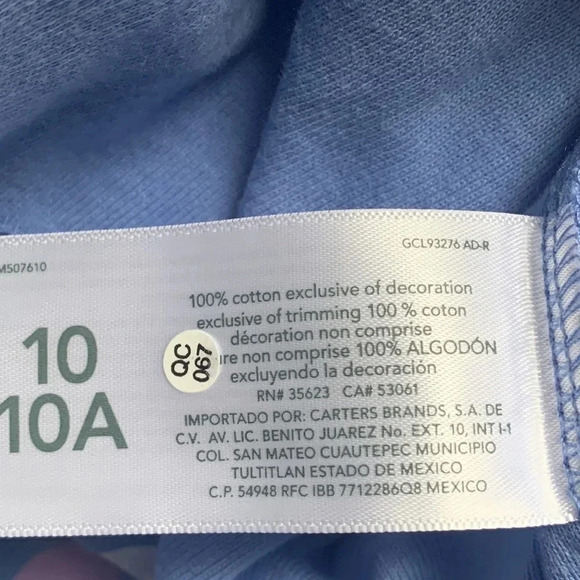 GCL93276 AD-R
MS07610
10
10A
QC
067
100% cotton exclusive of decoration
exclusive of trimming 100 % coton
décoration non comprise
non comprise 100% ALGODÓN
excluyendo la decoración
RN# 35623 CA# 53061
IMPORTADO POR: CARTERS BRANDS, S.A. DE
C.V. AV. LIC. BENITO JUAREZ No. EXT. 10, INT I-1
COL. SAN MATEO CUAUTEPEC MUNICIPIO
TULTITLAN ESTADO DE MEXICO
C.P. 54948 RFC IBB 7712286Q8 MEXICO